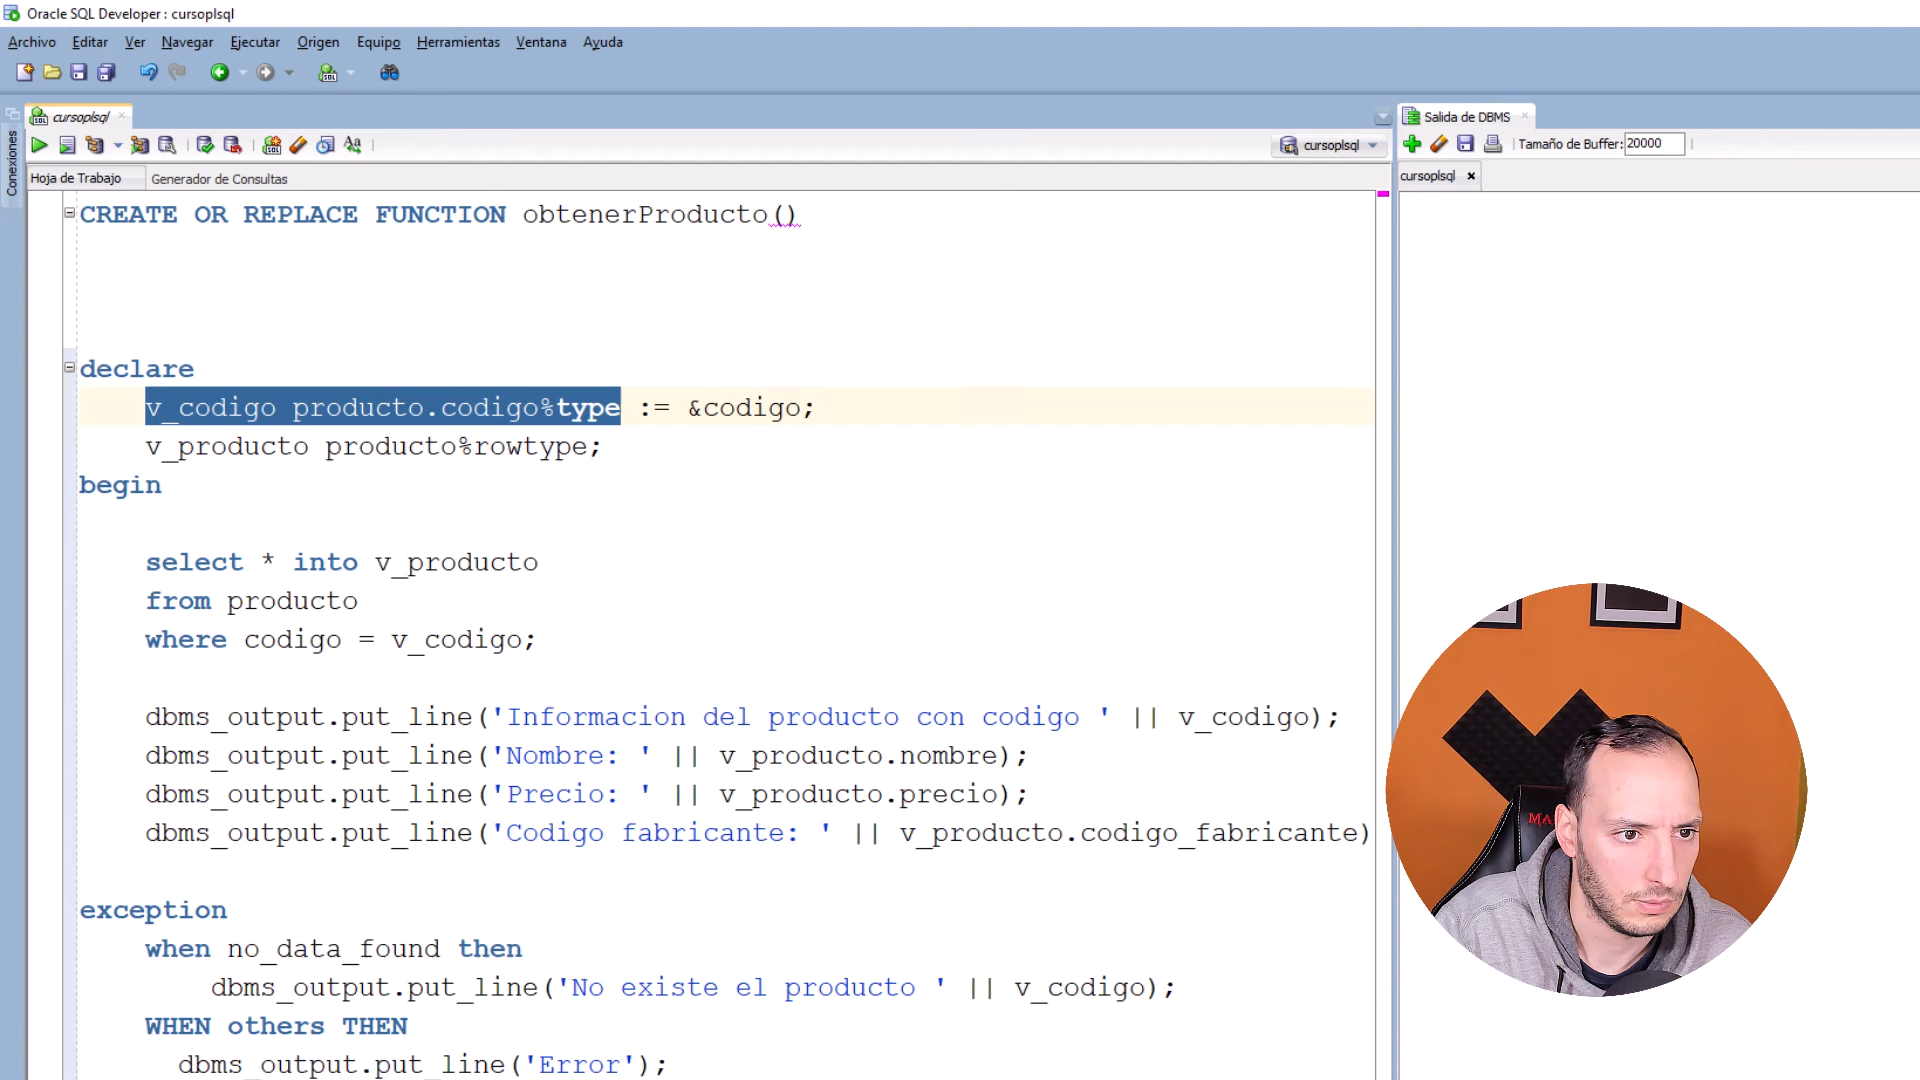 Oracle SQL Developer : cursoplsql
Archivo Editar Ver Navegar Ejecutar Origen Equipo Herramientas Ventana Ayuda
cursoplsql
Salida de DBMS
cursoplsql
Tamaño de Buffer: 20000
Conexiones
Hoja de Trabajo Generador de Consultas
cursoplsql
CREATE OR REPLACE FUNCTION obtenerProducto()
declare
v_codigo producto.codigo%type := &codigo;
v_producto producto%rowtype;
begin
select * into v_producto
from producto
where codigo = v_codigo;
dbms_output.put_line('Informacion del producto con codigo ' || v_codigo);
dbms_output.put_line('Nombre: ' || v_producto.nombre);
dbms_output.put_line('Precio: ' || v_producto.precio);
dbms_output.put_line('Codigo fabricante: ' || v_producto.codigo_fabricante)
exception
when no_data_found then
dbms_output.put_line('No existe el producto ' || v_codigo);
WHEN others THEN
dbms_output.put_line('Error');
MA